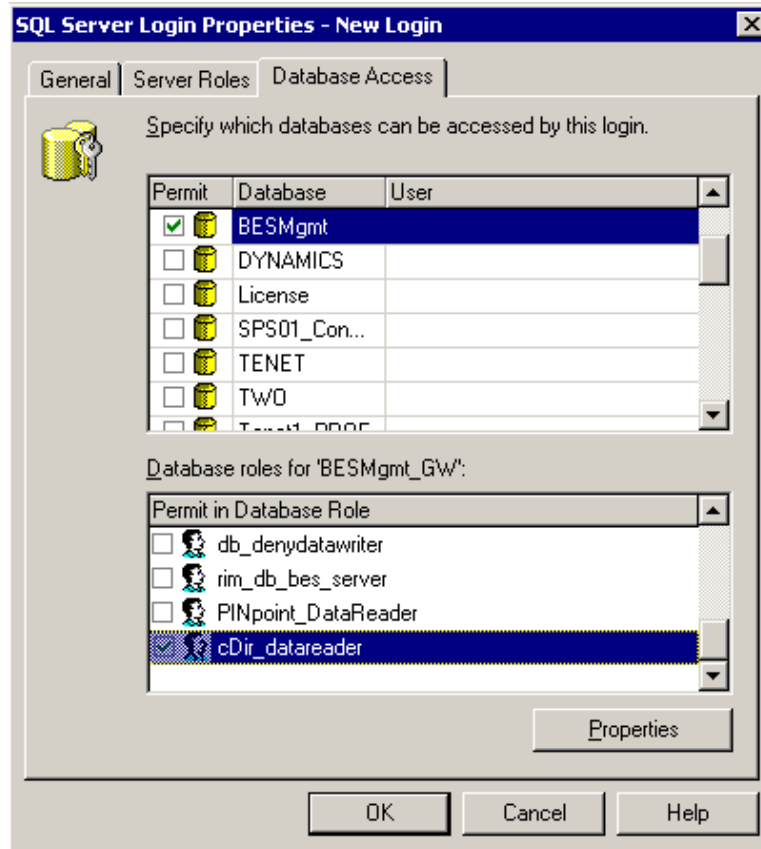 SQL Server Login Properties - New Login
General Server Roles Database Access
Specify which databases can be accessed by this login.
Permit Database User
BESMgmt
DYNAMICS
License
SPS01_Con...
TENET
TWO
Database roles for 'BESMgmt_GW':
Permit in Database Role
db_denydatawriter
rim_db_bes_server
PINpoint_DataReader
cDir_datareader
Properties
OK Cancel Help